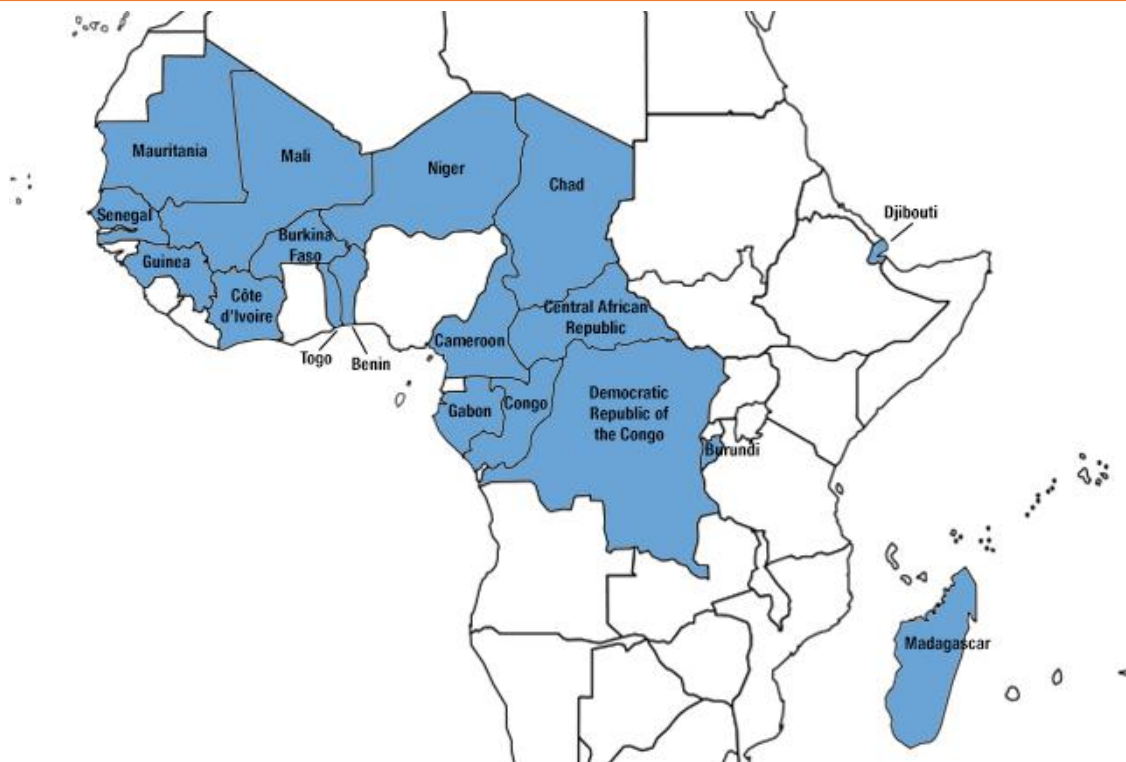 Mauritania
Mali
Niger
Chad
Senegal
Djibouti
Burkina
Faso
Guinea
Côte
d'Ivoire
Central African
Republic
Cameroon
Togo
Benin
Gabon
Congo
Democratic
Republic of
the Congo
Burundi
Madagascar